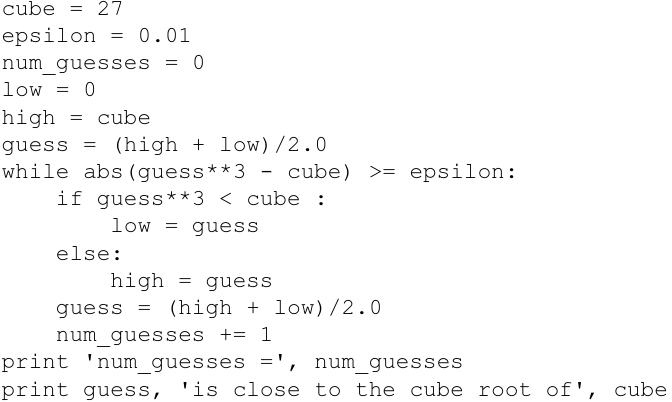 cube = 27
epsilon = 0.01
num_guesses = 0
low = 0
high = cube
guess = (high + low)/2.0
while abs(guess**3 - cube) >= epsilon:
    if guess**3 < cube :
        low = guess
    else:
        high = guess
    guess = (high + low)/2.0
    num_guesses += 1
print 'num_guesses =', num_guesses
print guess, 'is close to the cube root of', cube